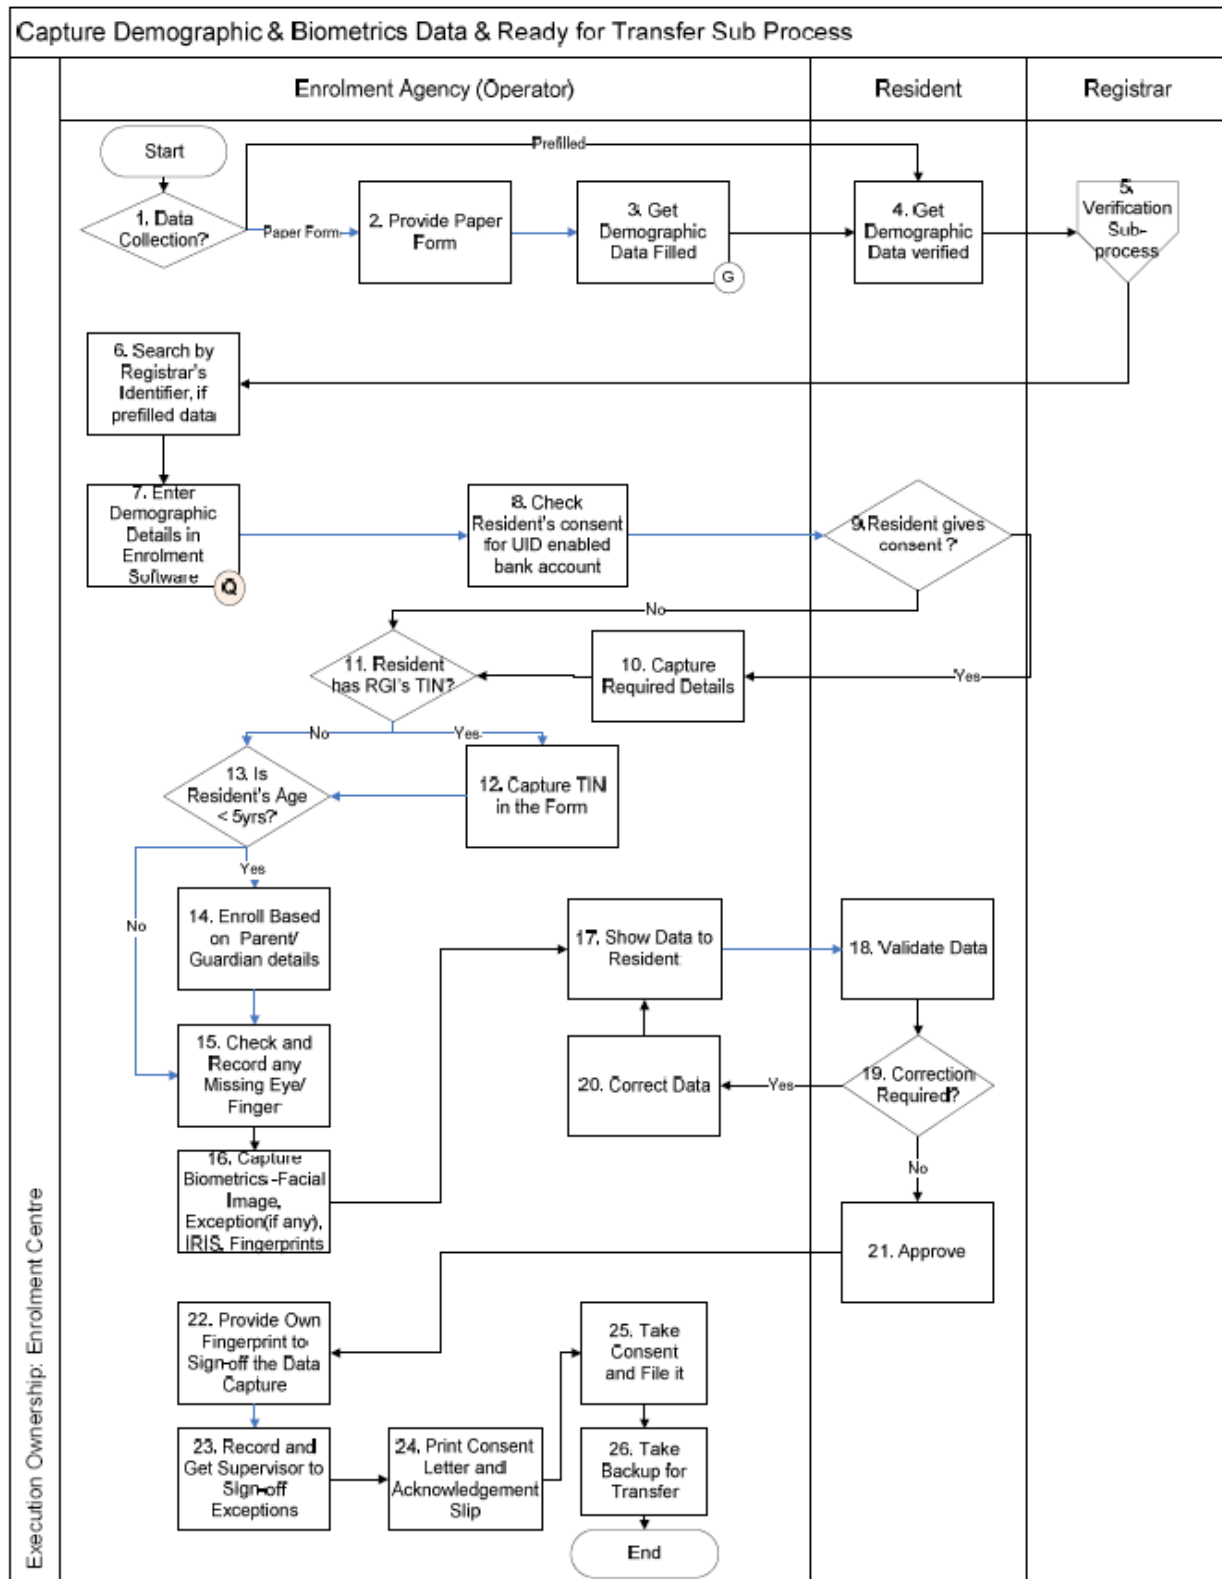 Capture Demographic & Biometrics Data & Ready for Transfer Sub Process
Enrolment Agency (Operator)
Resident
Registrar
Start
Prefilled
1. Data
Collection?
Paper Form
2. Provide Paper
Form
3. Get
Demographic
Data Filled
G
4. Get
Demographic
Data verified
5.
Verification
Sub-
process
6. Search by
Registrar's
Identifier, if
prefilled data
7. Enter
Demographic
Details in
Enrolment
Software
Q
8. Check
Resident's consent
for UID enabled
bank account
9.Resident gives
consent ?
No
Yes
10. Capture
Required Details
11. Resident
has RGI's TIN?
No
Yes
12. Capture TIN
in the Form
13. Is
Resident's Age
< 5yrs?
Yes
No
14. Enroll Based
on Parent/
Guardian details
15. Check and
Record any
Missing Eye/
Finger
16. Capture
Biometrics -Facial
Image,
Exception(if any),
IRIS, Fingerprints
17. Show Data to
Resident
18. Validate Data
19. Correction
Required?
Yes
20. Correct Data
No
21. Approve
22. Provide Own
Fingerprint to
Sign-off the Data
Capture
23. Record and
Get Supervisor to
Sign-off
Exceptions
24. Print Consent
Letter and
Acknowledgement
Slip
25. Take
Consent
and File it
26. Take
Backup for
Transfer
End
Execution Ownership: Enrolment Centre